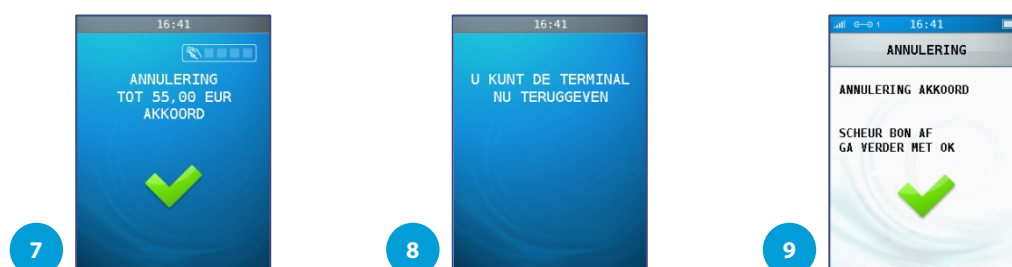 16:41
ANNULERING
TOT 55,00 EUR
AKKOORD
7
16:41
U KUNT DE TERMINAL
NU TERUGGEVEN
8
1 16:41
ANNULERING
ANNULERING AKKOORD
SCHEUR BON AF
GA VERDER MET OK
9